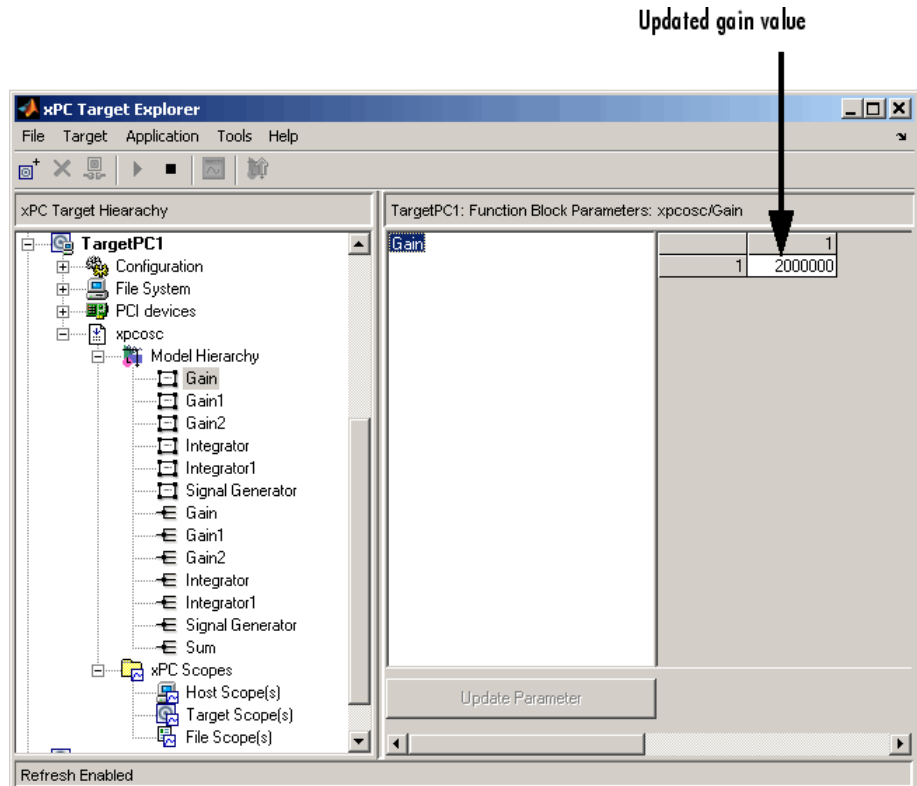 Updated gain value
xPC Target Explorer
File Target Application Tools Help
xPC Target Hiearachy
TargetPC1: Function Block Parameters: xpcosc/Gain
TargetPC1
Configuration
File System
PCI devices
xpcosc
Model Hierarchy
Gain
Gain1
Gain2
Integrator
Integrator1
Signal Generator
Gain
Gain1
Gain2
Integrator
Integrator1
Signal Generator
Sum
xPC Scopes
Host Scope(s)
Target Scope(s)
File Scope(s)
Gain
1
1 2000000
Update Parameter
Refresh Enabled